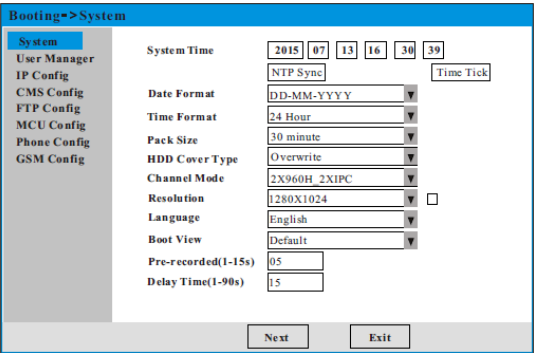 Booting->System
System
User Manager
IP Config
CMS Config
FTP Config
MCU Config
Phone Config
GSM Config
System Time 2015 07 13 16 30 39
NTP Sync Time Tick
Date Format DD-MM-YYYY
Time Format 24 Hour
Pack Size 30 minute
HDD Cover Type Overwrite
Channel Mode 2X960H_2XIPC
Resolution 1280X1024
Language English
Boot View Default
Pre-recorded(1-15s) 05
Delay Time(1-90s) 15
Next Exit